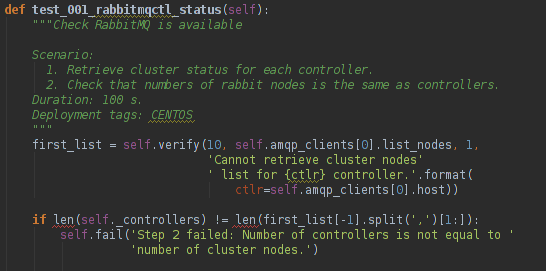 def test_001_rabbitmqctl_status(self):
"""Check RabbitMQ is available
Scenario:
1. Retrieve cluster status for each controller.
2. Check that numbers of rabbit nodes is the same as controllers.
Duration: 100 s.
Deployment tags: CENTOS
"""
first_list = self.verify(10, self.amqp_clients[0].list_nodes, 1,
'Cannot retrieve cluster nodes'
' list for {ctlr} controller.'.format(
ctlr=self.amqp_clients[0].host))
if len(self._controllers) != len(first_list[-1].split(',')[1:]):
self.fail('Step 2 failed: Number of controllers is not equal to '
'number of cluster nodes.')